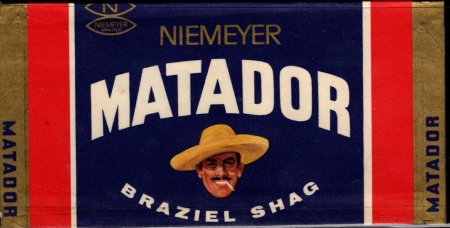 N
NIEMEYER
NIEMEYER
MATADOR
BRAZIEL SHAG
MATADOR
MATADOR